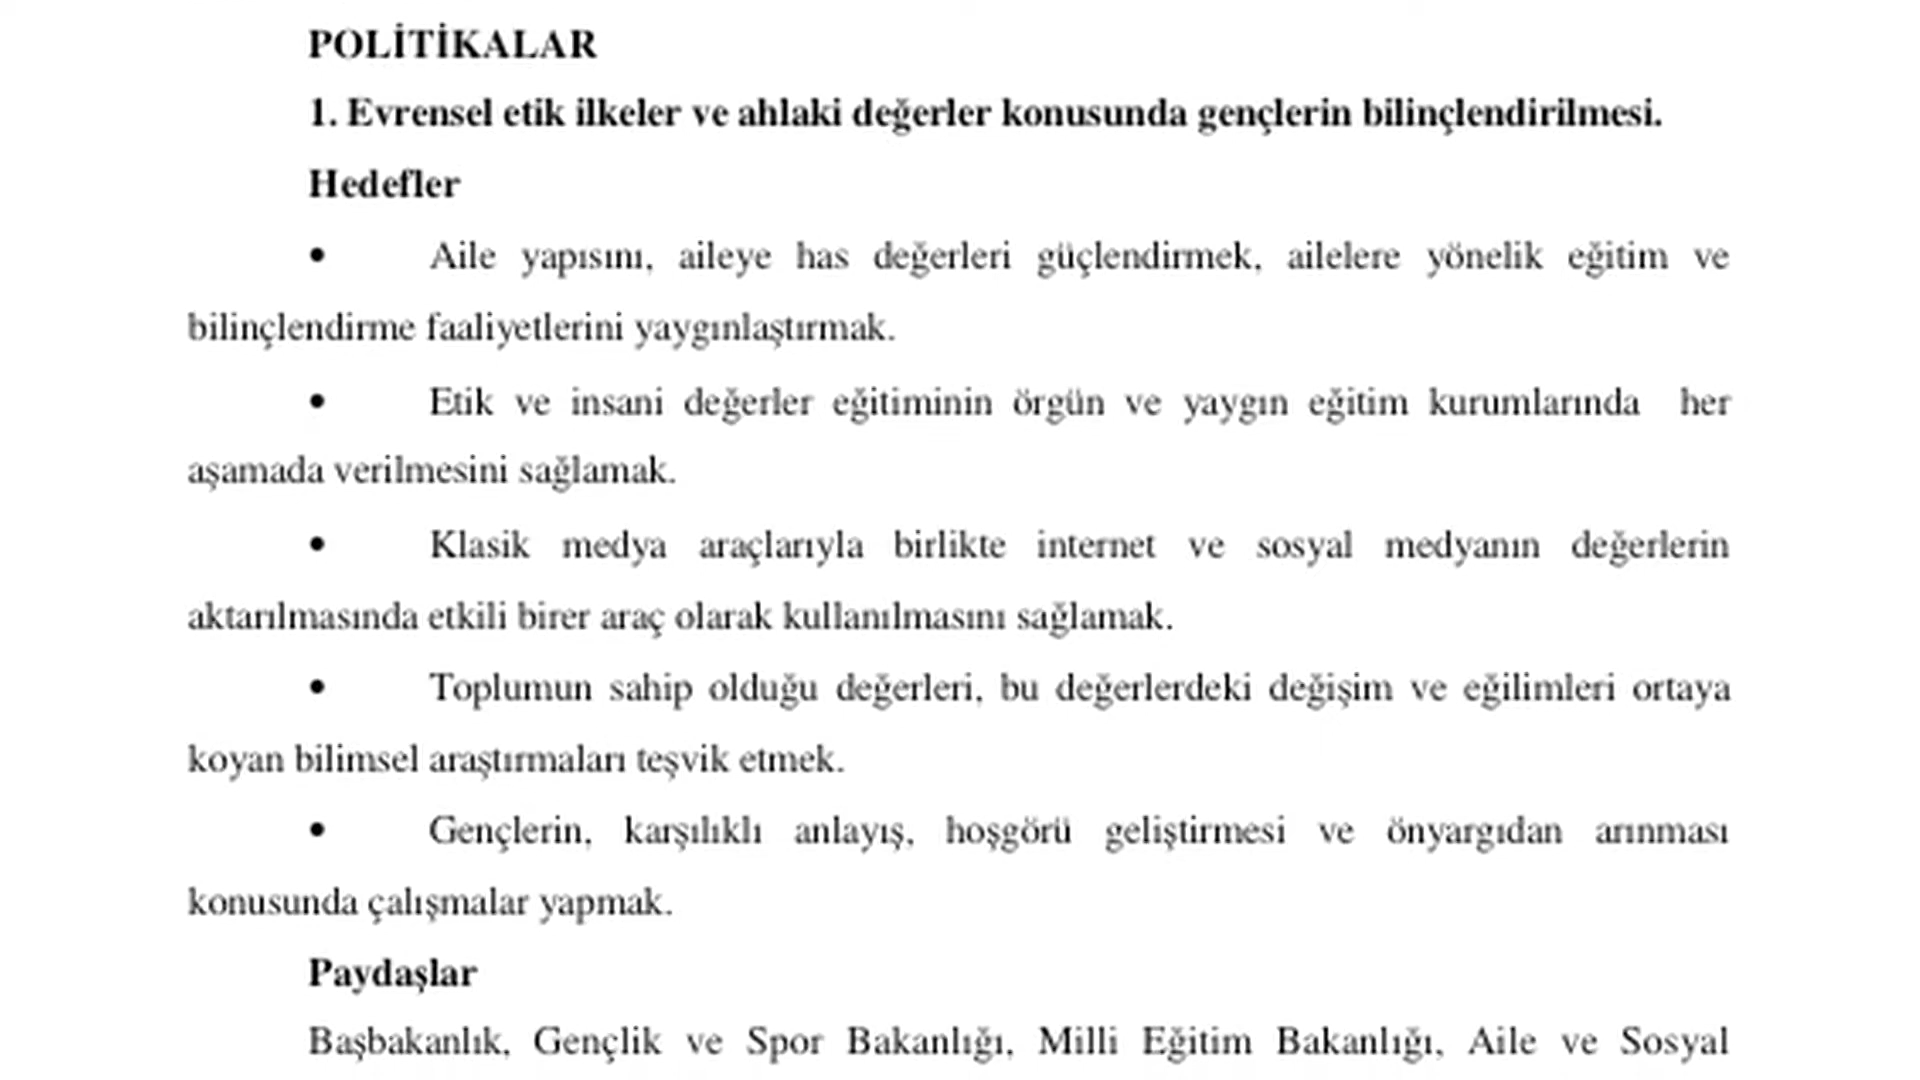 POLİTİKALAR
1. Evrensel etik ilkeler ve ahlaki değerler konusunda gençlerin bilinçlendirilmesi.
Hedefler
• Aile yapısını, aileye has değerleri güçlendirmek, ailelere yönelik eğitim ve
bilinçlendirme faaliyetlerini yaygınlaştırmak.
• Etik ve insani değerler eğitiminin örgün ve yaygın eğitim kurumlarında her
aşamada verilmesini sağlamak.
• Klasik medya araçlarıyla birlikte internet ve sosyal medyanın değerlerin
aktarılmasında etkili birer araç olarak kullanılmasını sağlamak.
• Toplumun sahip olduğu değerleri, bu değerlerdeki değişim ve eğilimleri ortaya
koyan bilimsel araştırmaları teşvik etmek.
• Gençlerin, karşılıklı anlayış, hoşgörü geliştirmesi ve önyargıdan arınması
konusunda çalışmalar yapmak.
Paydaşlar
Başbakanlık, Gençlik ve Spor Bakanlığı, Milli Eğitim Bakanlığı, Aile ve Sosyal